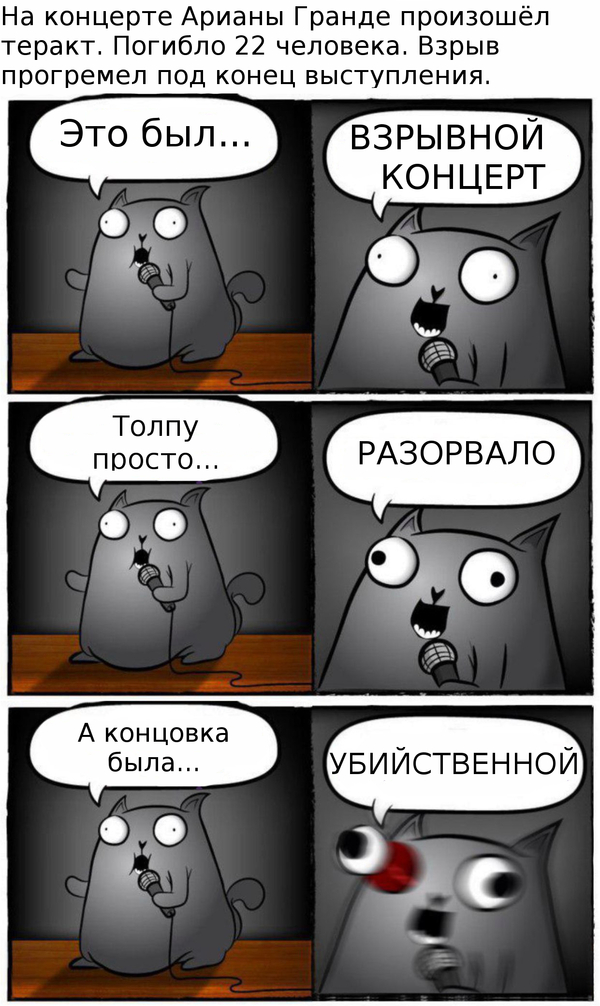 На концерте Арианы Гранде произошёл
теракт. Погибло 22 человека. Взрыв
прогремел под конец выступления.
Это был...
ВЗРЫВНОЙ
КОНЦЕРТ
Толпу
просто...
РАЗОРВАЛО
А концовка
была...
УБИЙСТВЕННОЙ